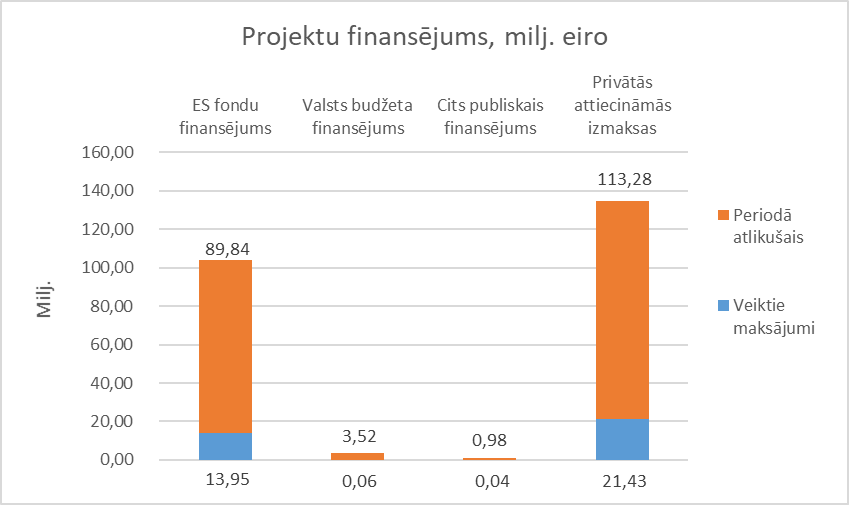 Projektu finansējums, milj. eiro
ES fondu
finansējums
Valsts budžeta
finansējums
Cits publiskais
finansējums
Privātās
attiecināmās
izmaksas
160,00
140,00
120,00
100,00
80,00
60,00
40,00
20,00
0,00
Milj.
89,84
3,52
0,98
113,28
13,95
0,06
0,04
21,43
Periodā
atlikušais
Veiktie
maksājumi